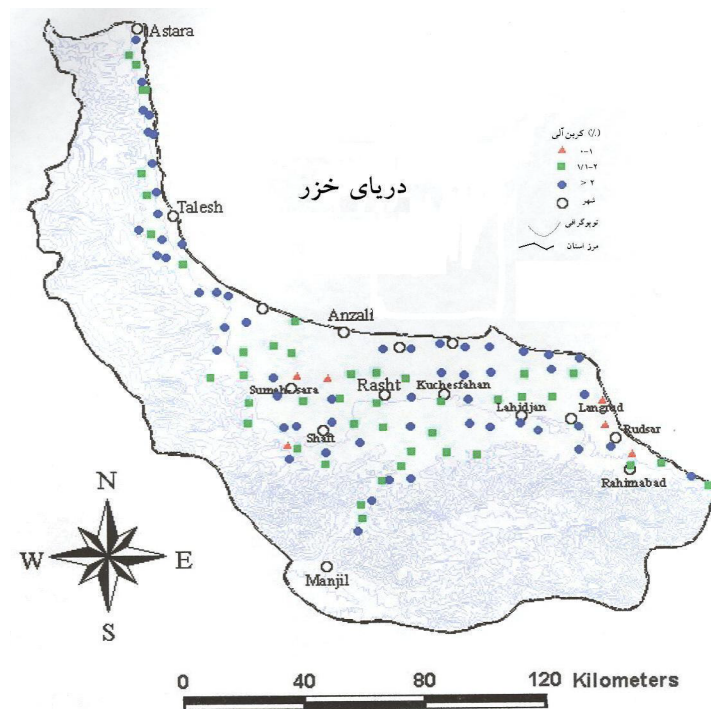 Astara
(٪) کربن آلی
۰-۱
۱/۱-۲
> ۲
شهر
توپوگرافی
مرز استان
دریای خزر
Talesh
Anzali
Sumahesara
Rasht
Kuchesfahan
Lahidjan
Langrud
Shaft
Rudsar
Rahimabad
Manjil
N
W
E
S
0 40 80 120 Kilometers